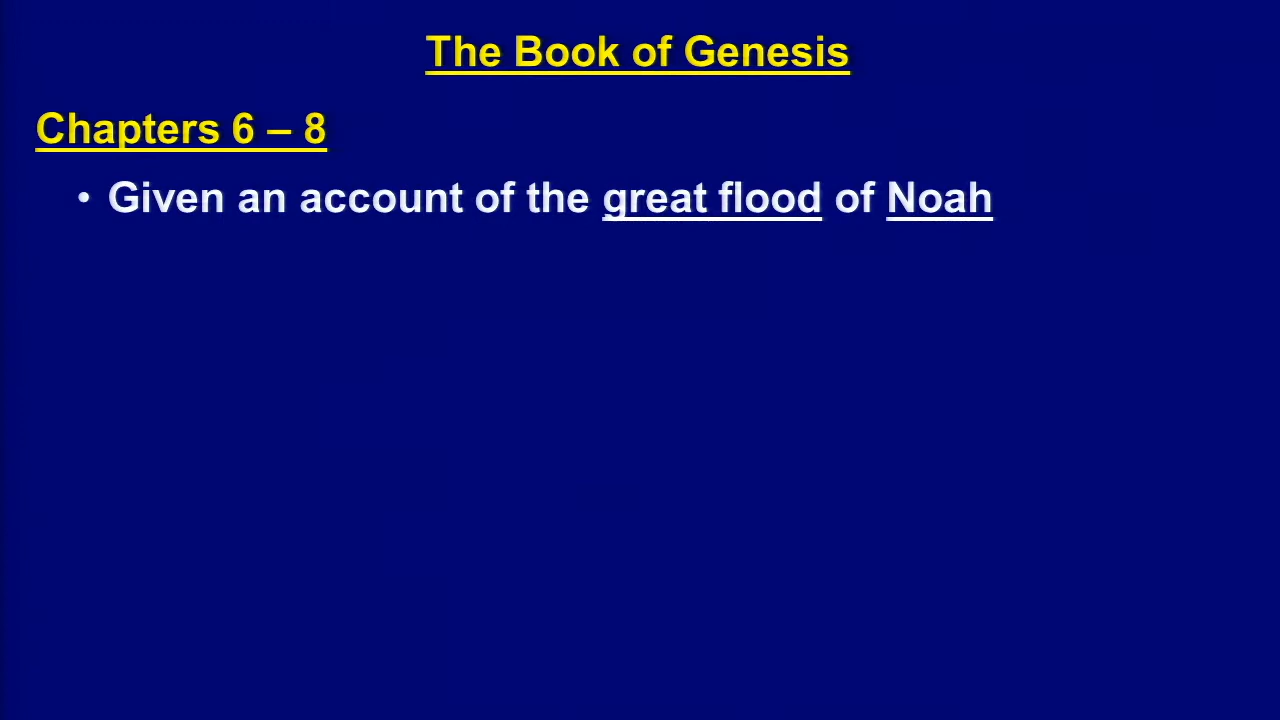 The Book of Genesis
Chapters 6 – 8
• Given an account of the great flood of Noah